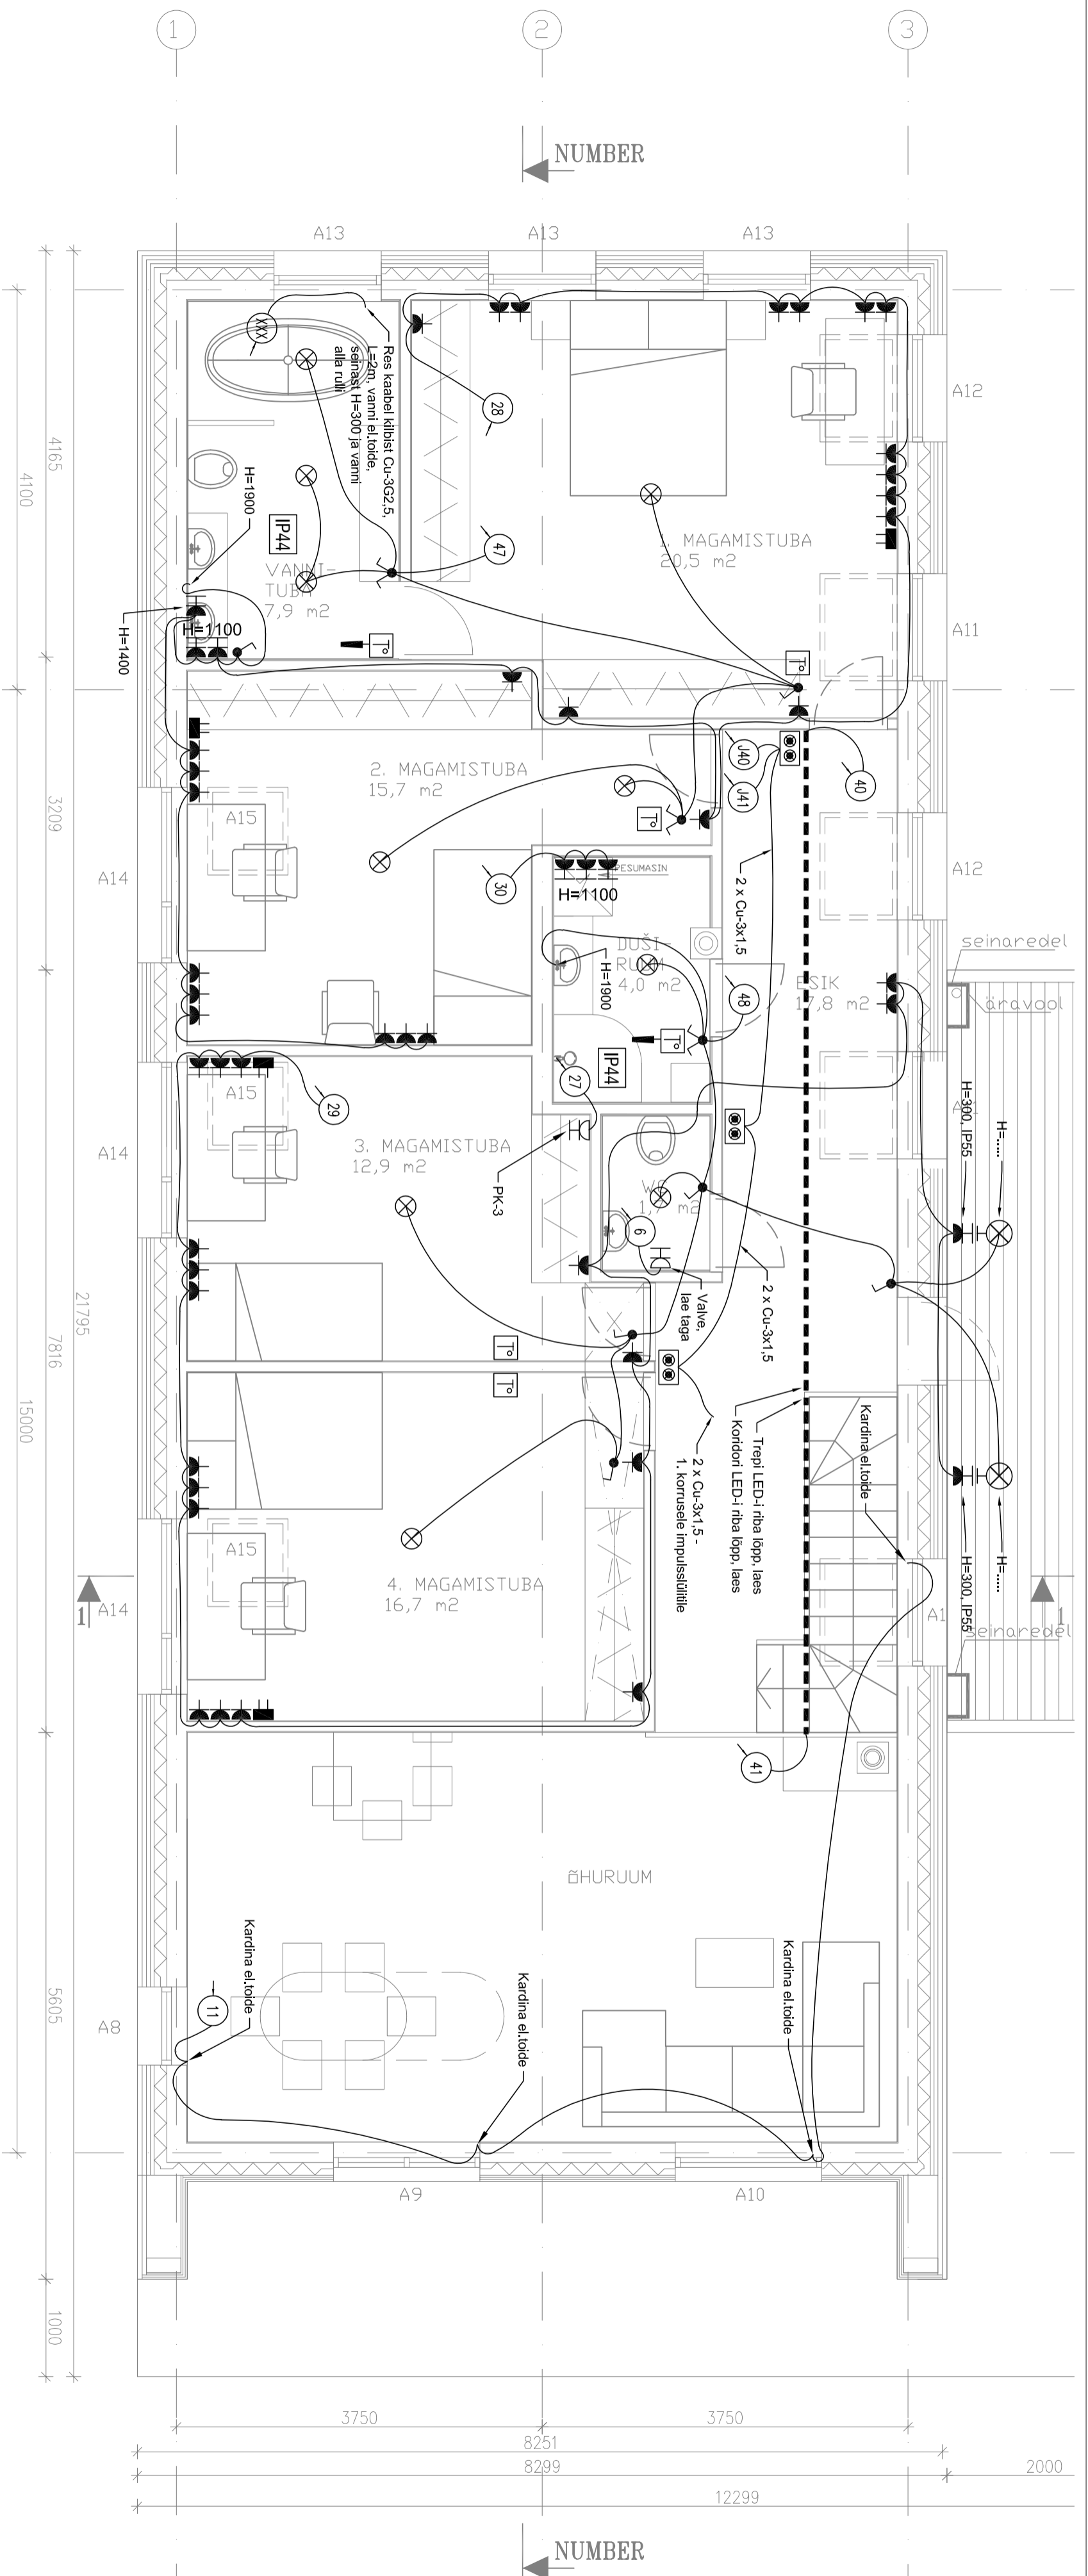 1
2
3
NUMBER
A13
A13
A13
Res kaabel kilbist Cu-3G2,5,
L=2m, vanni el.toide,
seinast H=300 ja vanni
alla rulli
XXX
28
A12
4165
4100
H=1900
IP44
47
1. MAGAMISTUBA
20,5 m2
VANNI-
TUBA
7,9 m2
A11
H=1100
H=1400
T°
T°
2. MAGAMISTUBA
15,7 m2
J40
J41
40
T°
3209
A15
A14
30
PESUMASIN
H=1100
2 x Cu-3x1,5
A12
seinaredel
äravool
DUŠI-
RUUM
4,0 m2
H=1900
48
ESIK
17,8 m2
T°
IP44
27
A15
29
A14
3. MAGAMISTUBA
12,9 m2
PK-3
H=300, IP55
H=.....
WC
6
Valve,
lae taga
2 x Cu-3x1,5
21795
7816
15000
T°
T°
Kardina el.toide
Trepi LED-i riba lõpp, laes
Koridori LED-i riba lõpp, laes
2 x Cu-3x1,5 -
1. korrusele impulsslülitile
H=300, IP55
H=.....
A15
4. MAGAMISTUBA
16,7 m2
A14
1
1
seinaredel
41
HURUUM
Kardina el.toide
Kardina el.toide
Kardina el.toide
11
5605
A8
A9
A10
1000
3750
3750
8251
8299
2000
12299
NUMBER